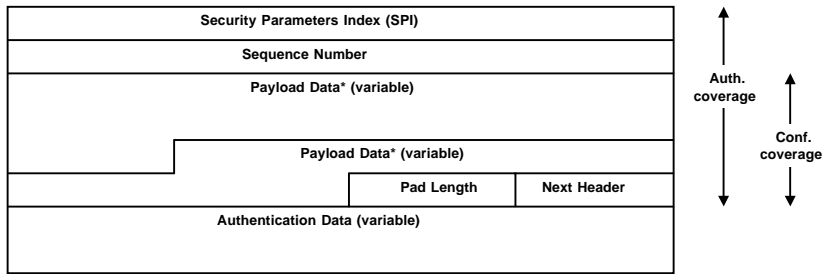 Security Parameters Index (SPI)
Sequence Number
Payload Data* (variable)
Auth.
coverage
Conf.
coverage
Payload Data* (variable)
Pad Length
Next Header
Authentication Data (variable)